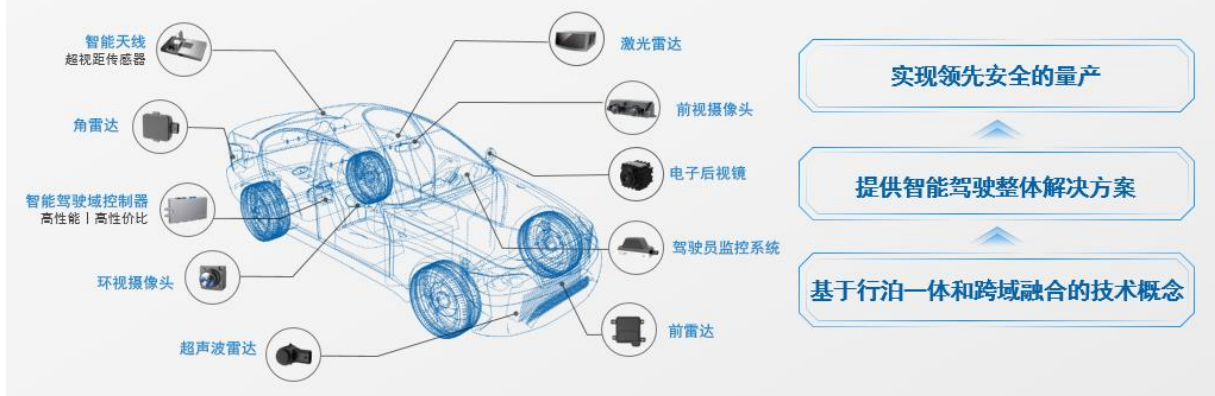 智能天线
超视距传感器
角雷达
智能驾驶域控制器
高性能丨高性价比
环视摄像头
超声波雷达
激光雷达
前视摄像头
电子后视镜
驾驶员监控系统
前雷达
实现领先安全的量产
提供智能驾驶整体解决方案
基于行泊一体和跨域融合的技术概念